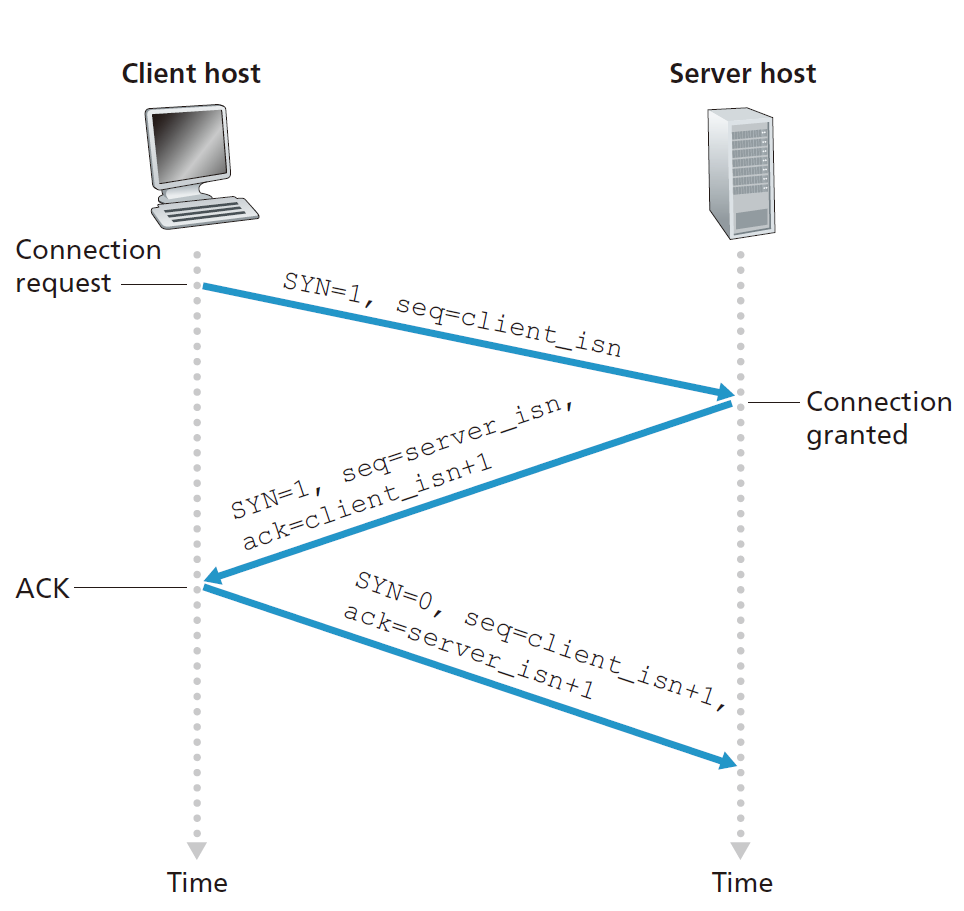 Client host
Server host
Connection
request
SYN=1, seq=client_isn
Connection
granted
SYN=1, seq=server_isn,
ack=client_isn+1
ACK
SYN=0, seq=client_isn+1,
ack=server_isn+1
Time
Time